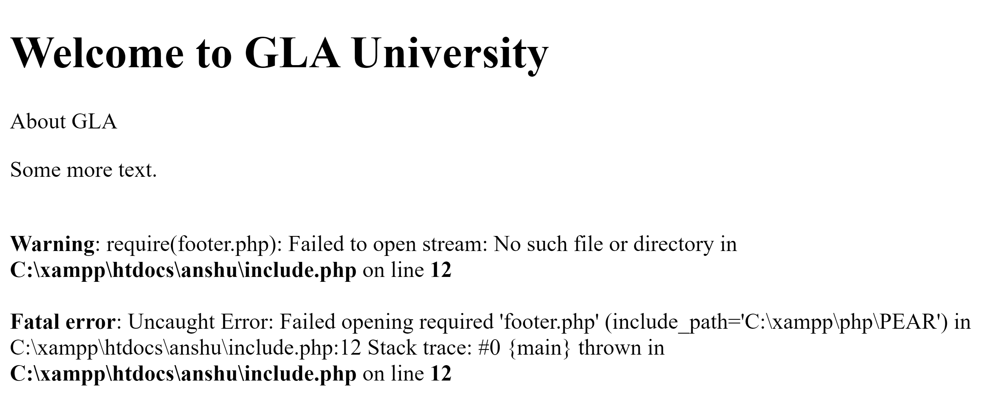 Welcome to GLA University
About GLA
Some more text.
Warning: require(footer.php): Failed to open stream: No such file or directory in
C:\xampp\htdocs\anshu\include.php on line 12
Fatal error: Uncaught Error: Failed opening required 'footer.php' (include_path='C:\xampp\php\PEAR') in
C:\xampp\htdocs\anshu\include.php:12 Stack trace: #0 {main} thrown in
C:\xampp\htdocs\anshu\include.php on line 12